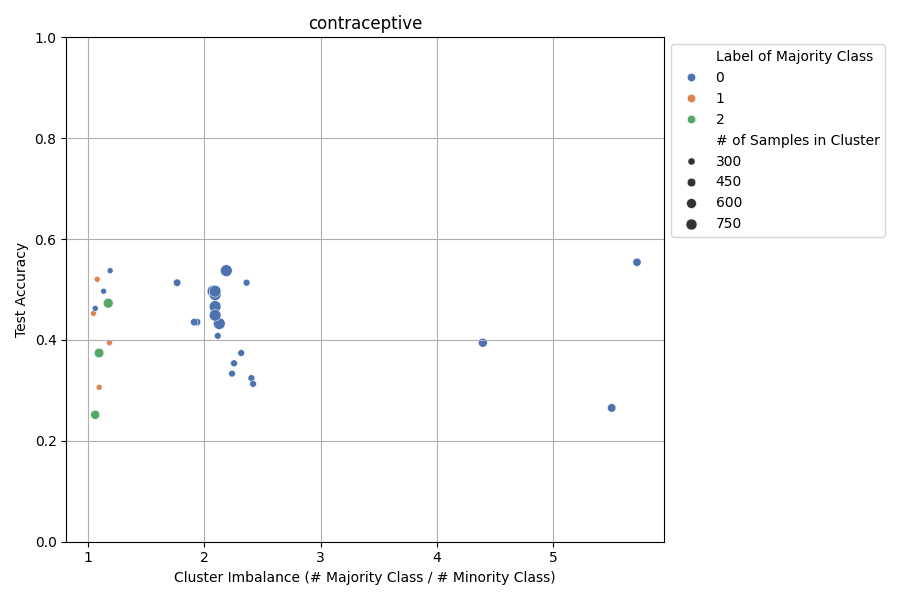 contraceptive
1.0
0.8
0.6
0.4
0.2
0.0
Test Accuracy
1 2 3 4 5
Cluster Imbalance (# Majority Class / # Minority Class)
Label of Majority Class
0
1
2
# of Samples in Cluster
300
450
600
750